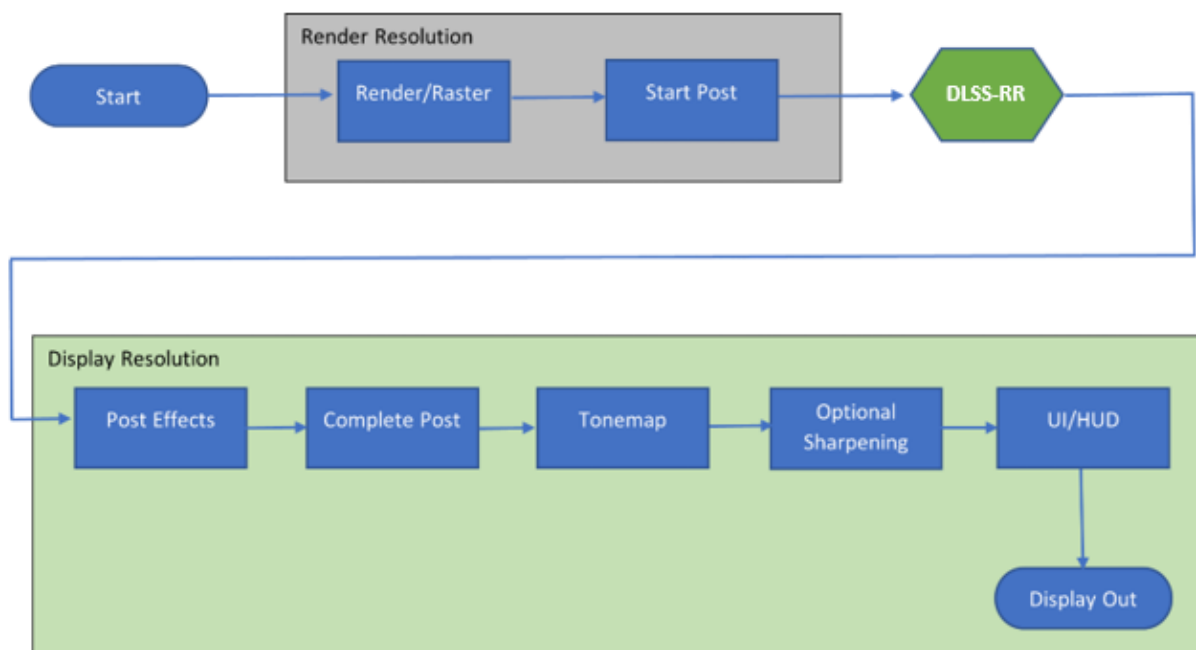 Render Resolution
Start
Render/Raster
Start Post
DLSS-RR
Display Resolution
Post Effects
Complete Post
Tonemap
Optional
Sharpening
UI/HUD
Display Out